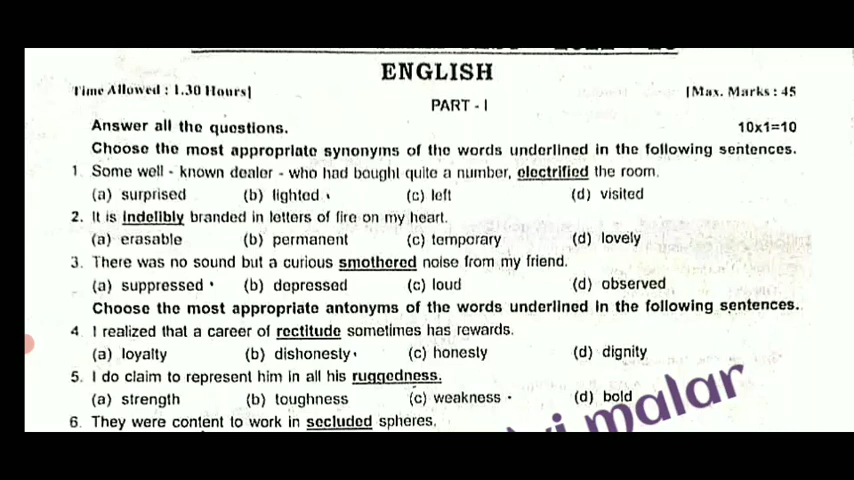 ENGLISH
Time Allowed : 1.30 Hours]
[Max. Marks : 45
PART - I
Answer all the questions.
10x1=10
Choose the most appropriate synonyms of the words underlined in the following sentences.
1. Some well - known dealer - who had bought quite a number, electrified the room.
(a) surprised (b) lighted (c) left (d) visited
2. It is indelibly branded in letters of fire on my heart.
(a) erasable (b) permanent (c) temporary (d) lovely
3. There was no sound but a curious smothered noise from my friend.
(a) suppressed (b) depressed (c) loud (d) observed
Choose the most appropriate antonyms of the words underlined in the following sentences.
4. I realized that a career of rectitude sometimes has rewards.
(a) loyalty (b) dishonesly (c) honesly (d) dignity
5. I do claim to represent him in all his ruggedness.
(a) strength (b) toughness (c) weakness (d) bold
6. They were content to work in secluded spheres.
malar